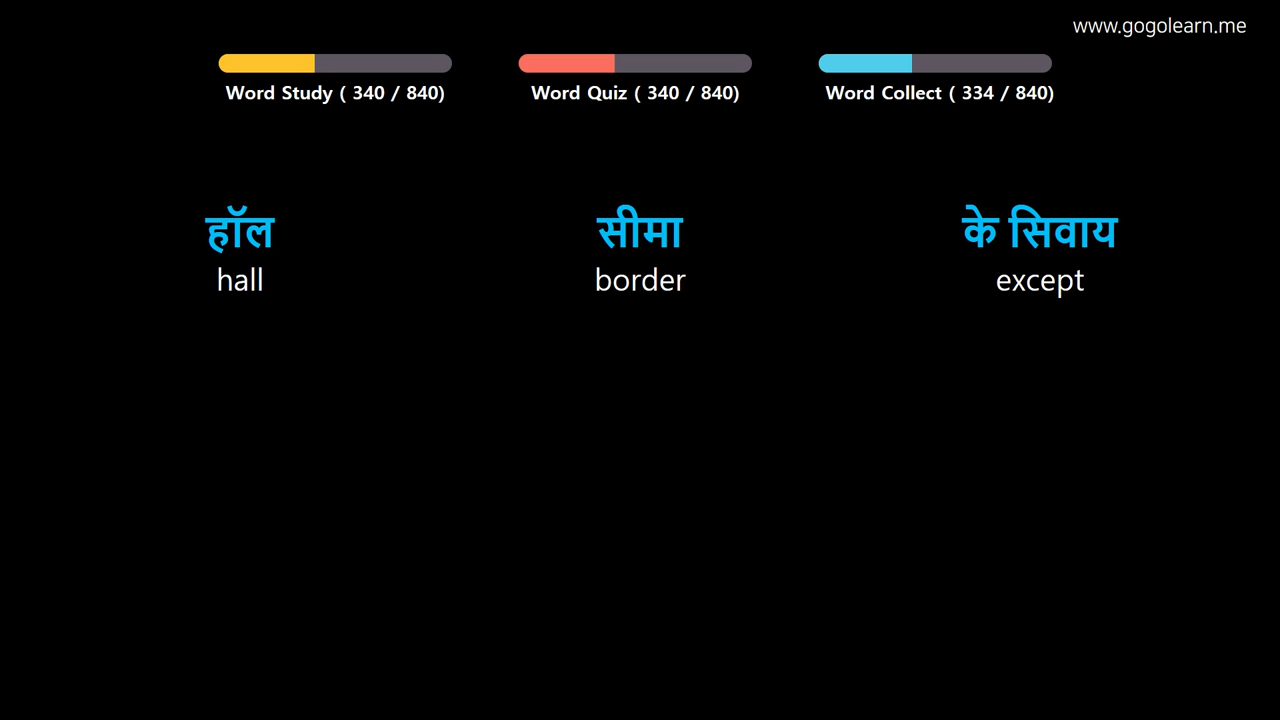 www.gogolearn.me
Word Study ( 340 / 840)
Word Quiz ( 340 / 840)
Word Collect ( 334 / 840)
हॉल
hall
सीमा
border
के सिवाय
except